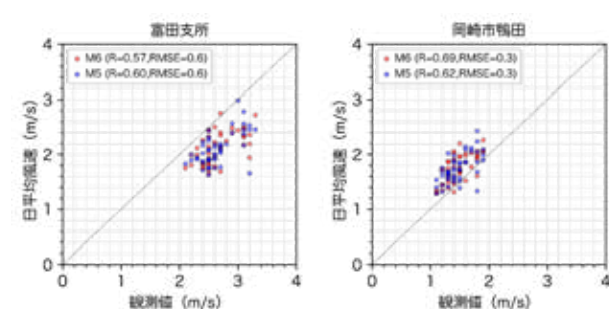 富田支所
M6 (R=0.57,RMSE=0.6)
M5 (R=0.60,RMSE=0.6)
日平均風速 (m/s)
4
3
2
1
0
0 1 2 3 4
観測値 (m/s)
岡崎市鴨田
M6 (R=0.69,RMSE=0.3)
M5 (R=0.62,RMSE=0.3)
日平均風速 (m/s)
4
3
2
1
0
0 1 2 3 4
観測値 (m/s)